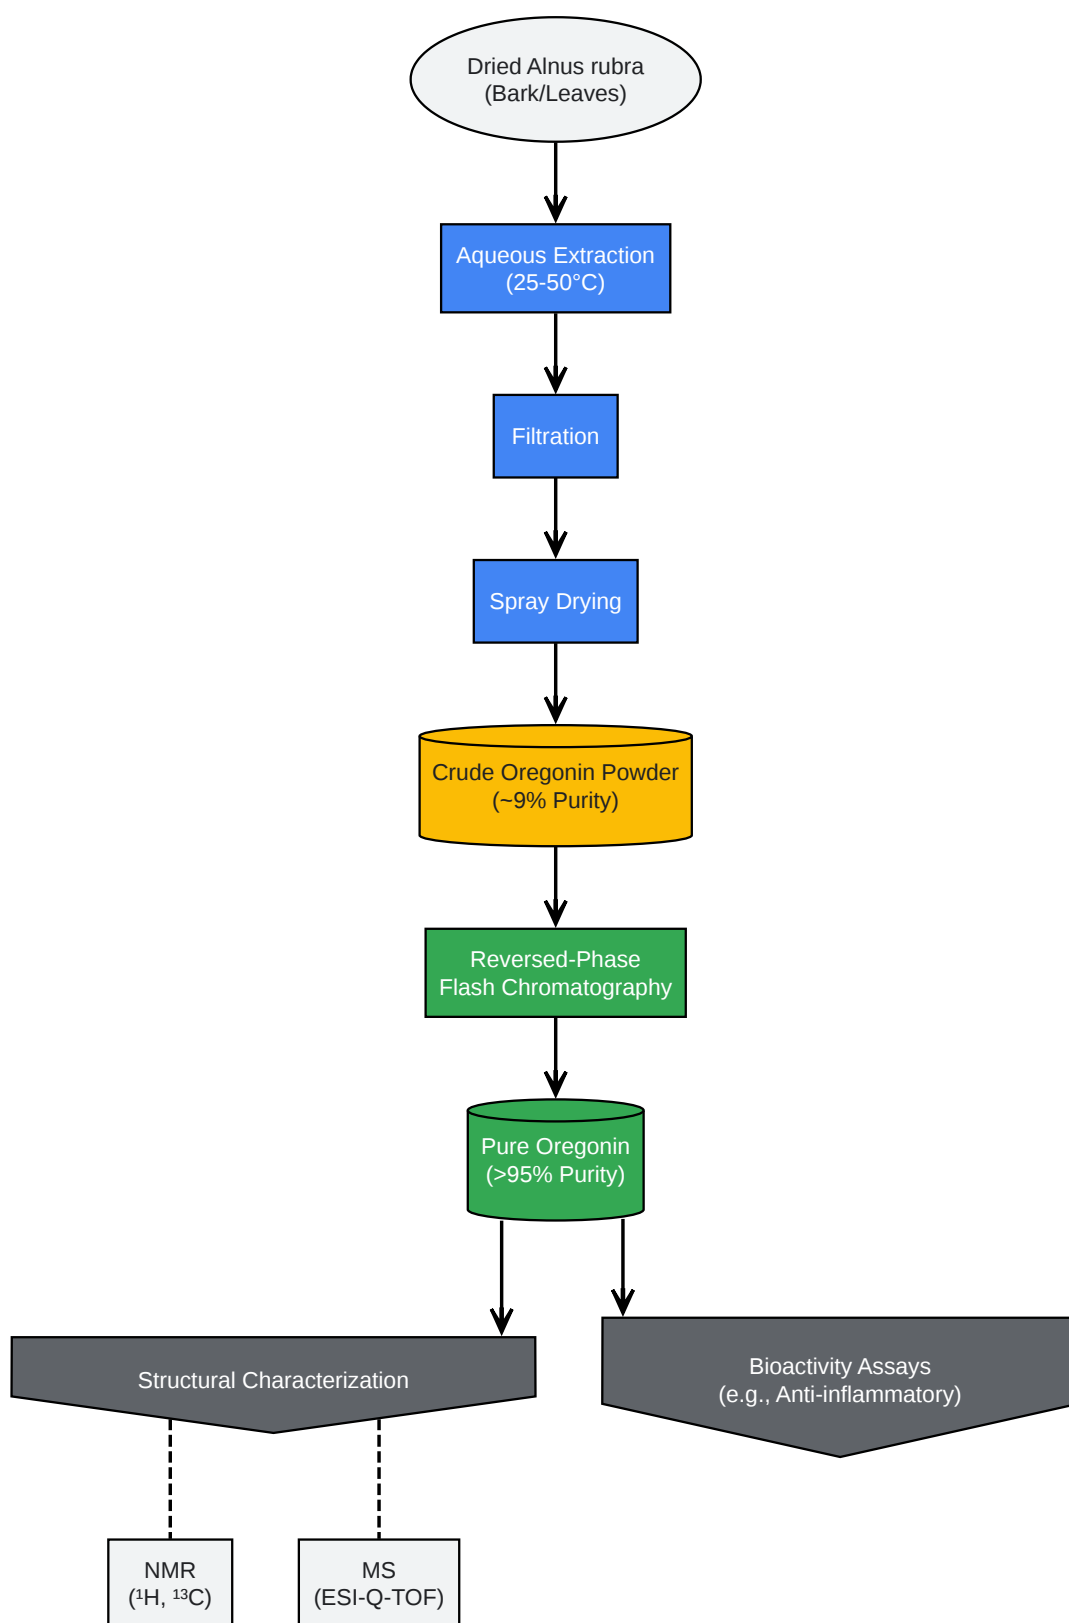 Dried Alnus rubra
(Bark/Leaves)
Aqueous Extraction
(25-50°C)
Filtration
Spray Drying
Crude Oregonin Powder
(~9% Purity)
Reversed-Phase
Flash Chromatography
Pure Oregonin
(>95% Purity)
Structural Characterization
Bioactivity Assays
(e.g., Anti-inflammatory)
NMR
(¹H, ¹³C)
MS
(ESI-Q-TOF)